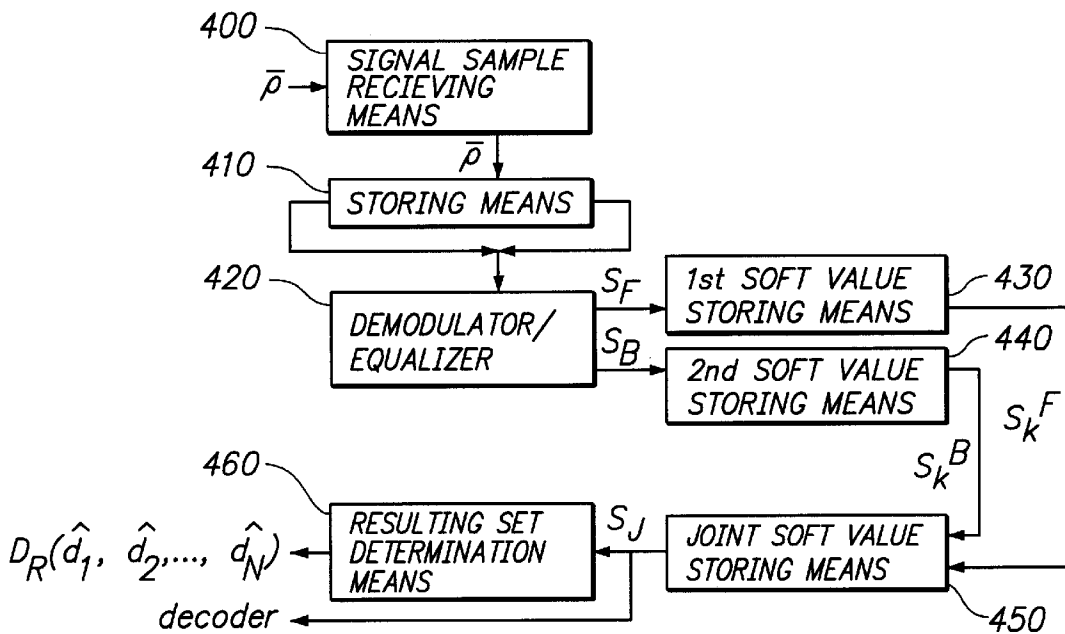 400
SIGNAL SAMPLE
RECIEVING
MEANS
ρ̅
ρ̅
410
STORING MEANS
420
DEMODULATOR/
EQUALIZER
S_F
S_B
1st SOFT VALUE
STORING MEANS
430
2nd SOFT VALUE
STORING MEANS
440
S_k^F
S_k^B
460
RESULTING SET
DETERMINATION
MEANS
S_J
JOINT SOFT VALUE
STORING MEANS
450
D_R(d̂_1, d̂_2,..., d̂_N)
decoder